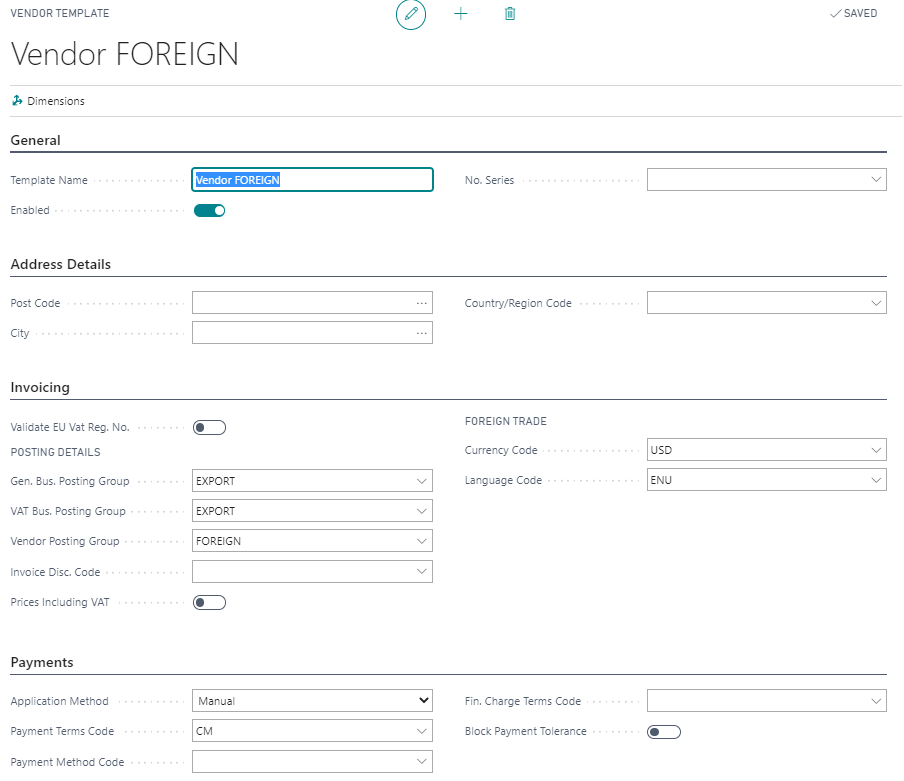 VENDOR TEMPLATE
SAVED
Vendor FOREIGN
Dimensions
General
Template Name Vendor FOREIGN
No. Series
Enabled
Address Details
Post Code
Country/Region Code
City
Invoicing
Validate EU Vat Reg. No.
FOREIGN TRADE
POSTING DETAILS
Currency Code USD
Gen. Bus. Posting Group EXPORT
Language Code ENU
VAT Bus. Posting Group EXPORT
Vendor Posting Group FOREIGN
Invoice Disc. Code
Prices Including VAT
Payments
Application Method Manual
Fin. Charge Terms Code
Payment Terms Code CM
Block Payment Tolerance
Payment Method Code